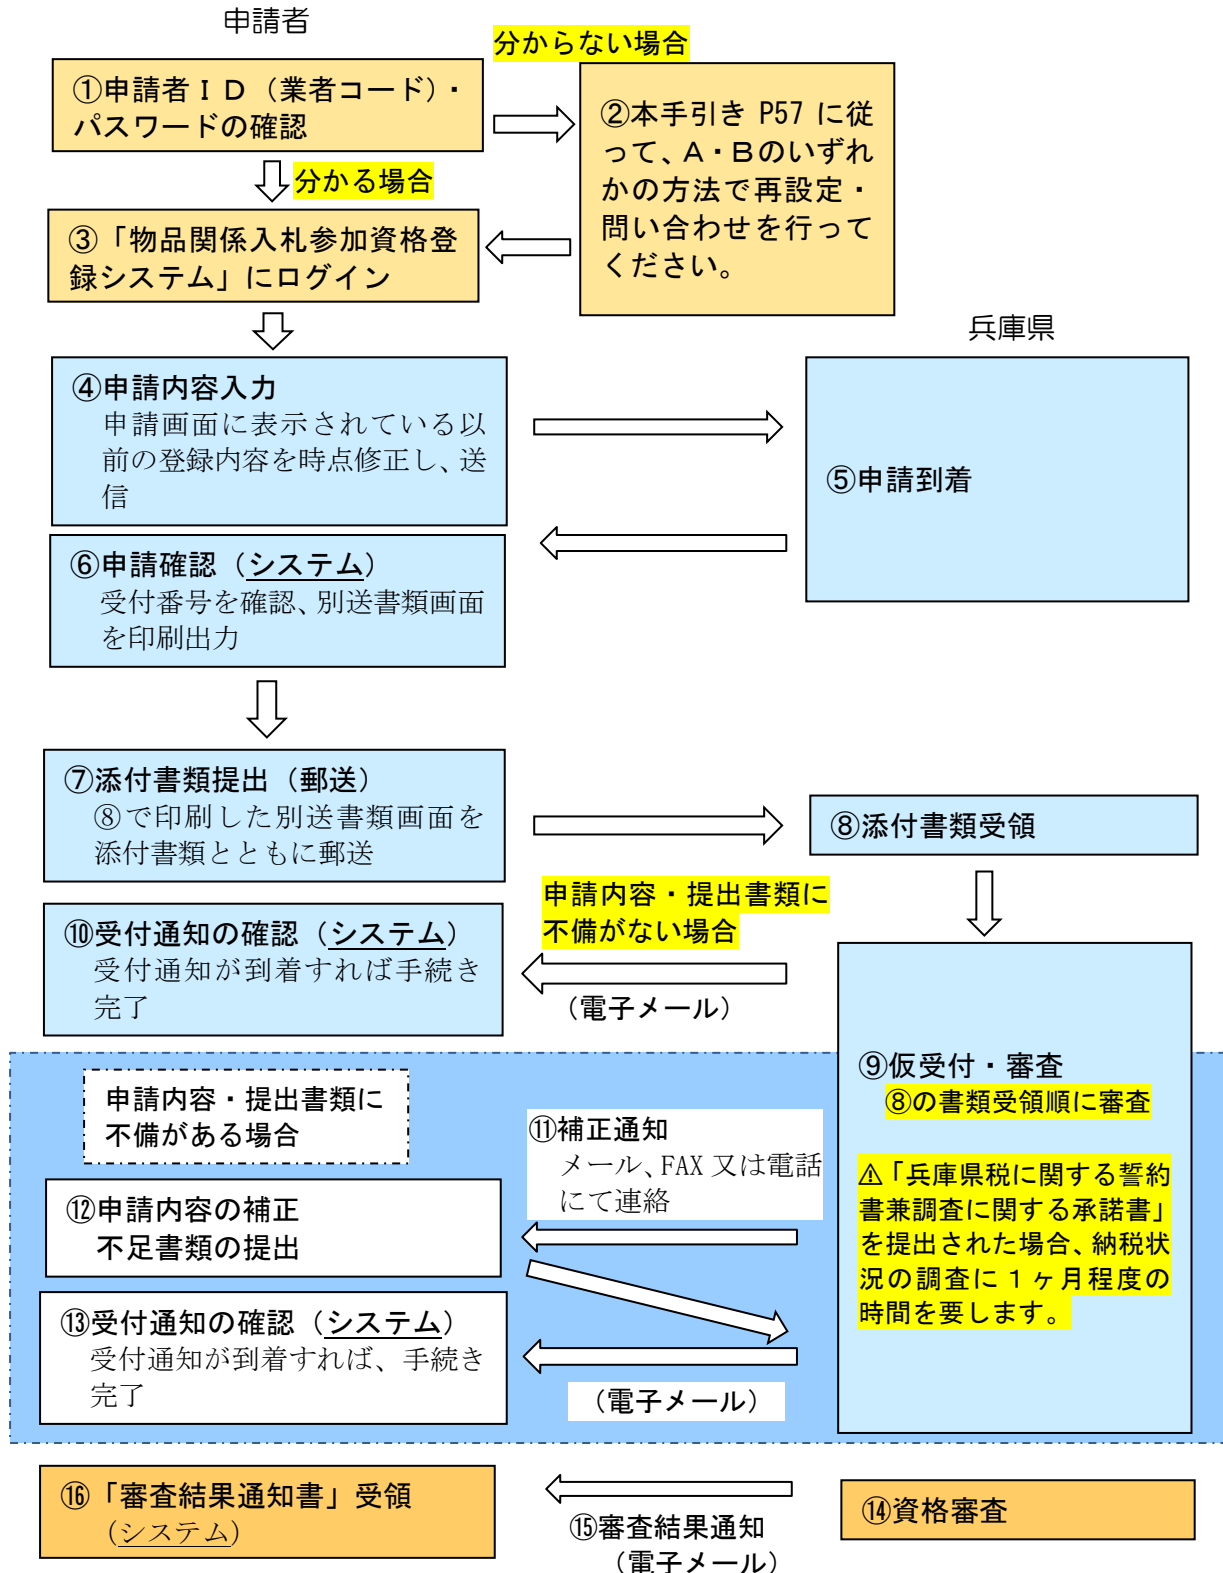 申請者
分からない場合
①申請者ＩＤ（業者コード）・
パスワードの確認
②本手引き P57 に従
って、Ａ・Ｂのいずれ
かの方法で再設定・
問い合わせを行って
ください。
分かる場合
③「物品関係入札参加資格登
録システム」にログイン
兵庫県
④申請内容入力
申請画面に表示されている以
前の登録内容を時点修正し、送
信
⑤申請到着
⑥申請確認（システム）
受付番号を確認、別送書類画面
を印刷出力
⑦添付書類提出（郵送）
⑧で印刷した別送書類画面を
添付書類とともに郵送
⑧添付書類受領
申請内容・提出書類に
不備がない場合
⑩受付通知の確認（システム）
受付通知が到着すれば手続き
完了
（電子メール）
⑨仮受付・審査
⑧の書類受領順に審査
⚠「兵庫県税に関する誓約
書兼調査に関する承諾書」
を提出された場合、納税状
況の調査に１ヶ月程度の
時間を要します。
申請内容・提出書類に
不備がある場合
⑪補正通知
メール、FAX 又は電話
にて連絡
⑫申請内容の補正
不足書類の提出
⑬受付通知の確認（システム）
受付通知が到着すれば、手続き
完了
（電子メール）
⑯「審査結果通知書」受領
（システム）
⑮審査結果通知
（電子メール）
⑭資格審査